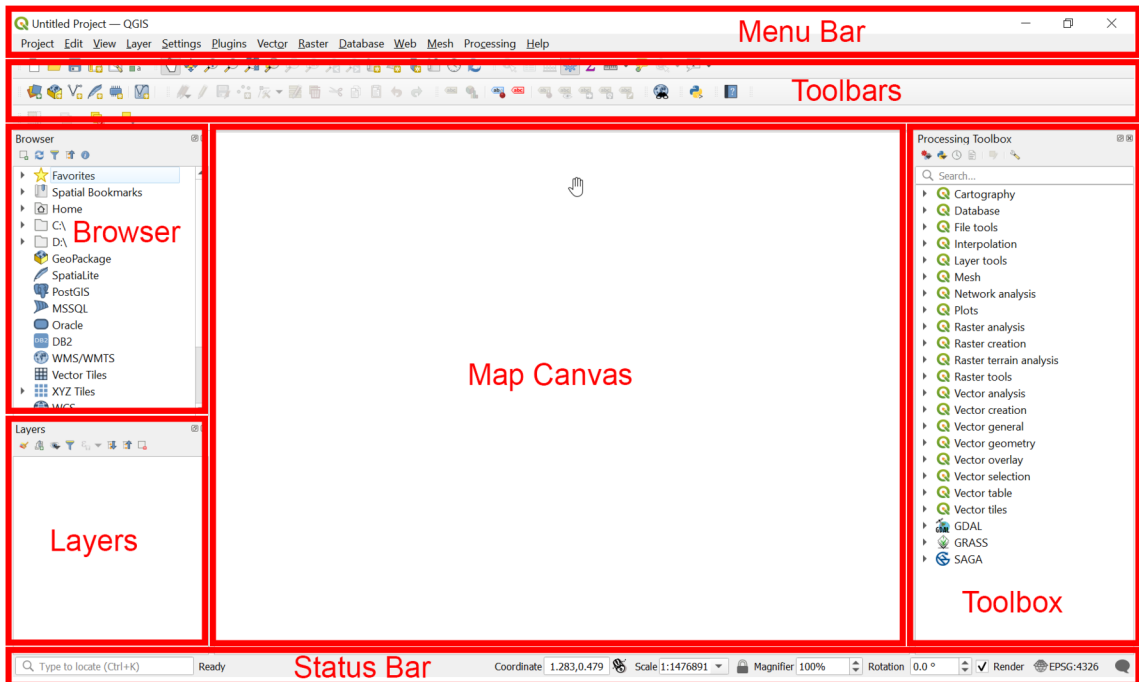 Untitled Project — QGIS
Menu Bar
Project Edit View Layer Settings Plugins Vector Raster Database Web Mesh Processing Help
Toolbars
Browser
Favorites
Spatial Bookmarks
Home
C:\
D:\
Browser
GeoPackage
SpatiaLite
PostGIS
MSSQL
Oracle
DB2 DB2
WMS/WMTS
Vector Tiles
XYZ Tiles
WCS
Layers
Layers
Map Canvas
Processing Toolbox
Search...
Cartography
Database
File tools
Interpolation
Layer tools
Mesh
Network analysis
Plots
Raster analysis
Raster creation
Raster terrain analysis
Raster tools
Vector analysis
Vector creation
Vector general
Vector geometry
Vector overlay
Vector selection
Vector table
Vector tiles
GDAL
GRASS
SAGA
Toolbox
Type to locate (Ctrl+K) Ready Status Bar Coordinate 1.283,0.479 Scale 1:1476891 Magnifier 100% Rotation 0.0 ° Render EPSG:4326